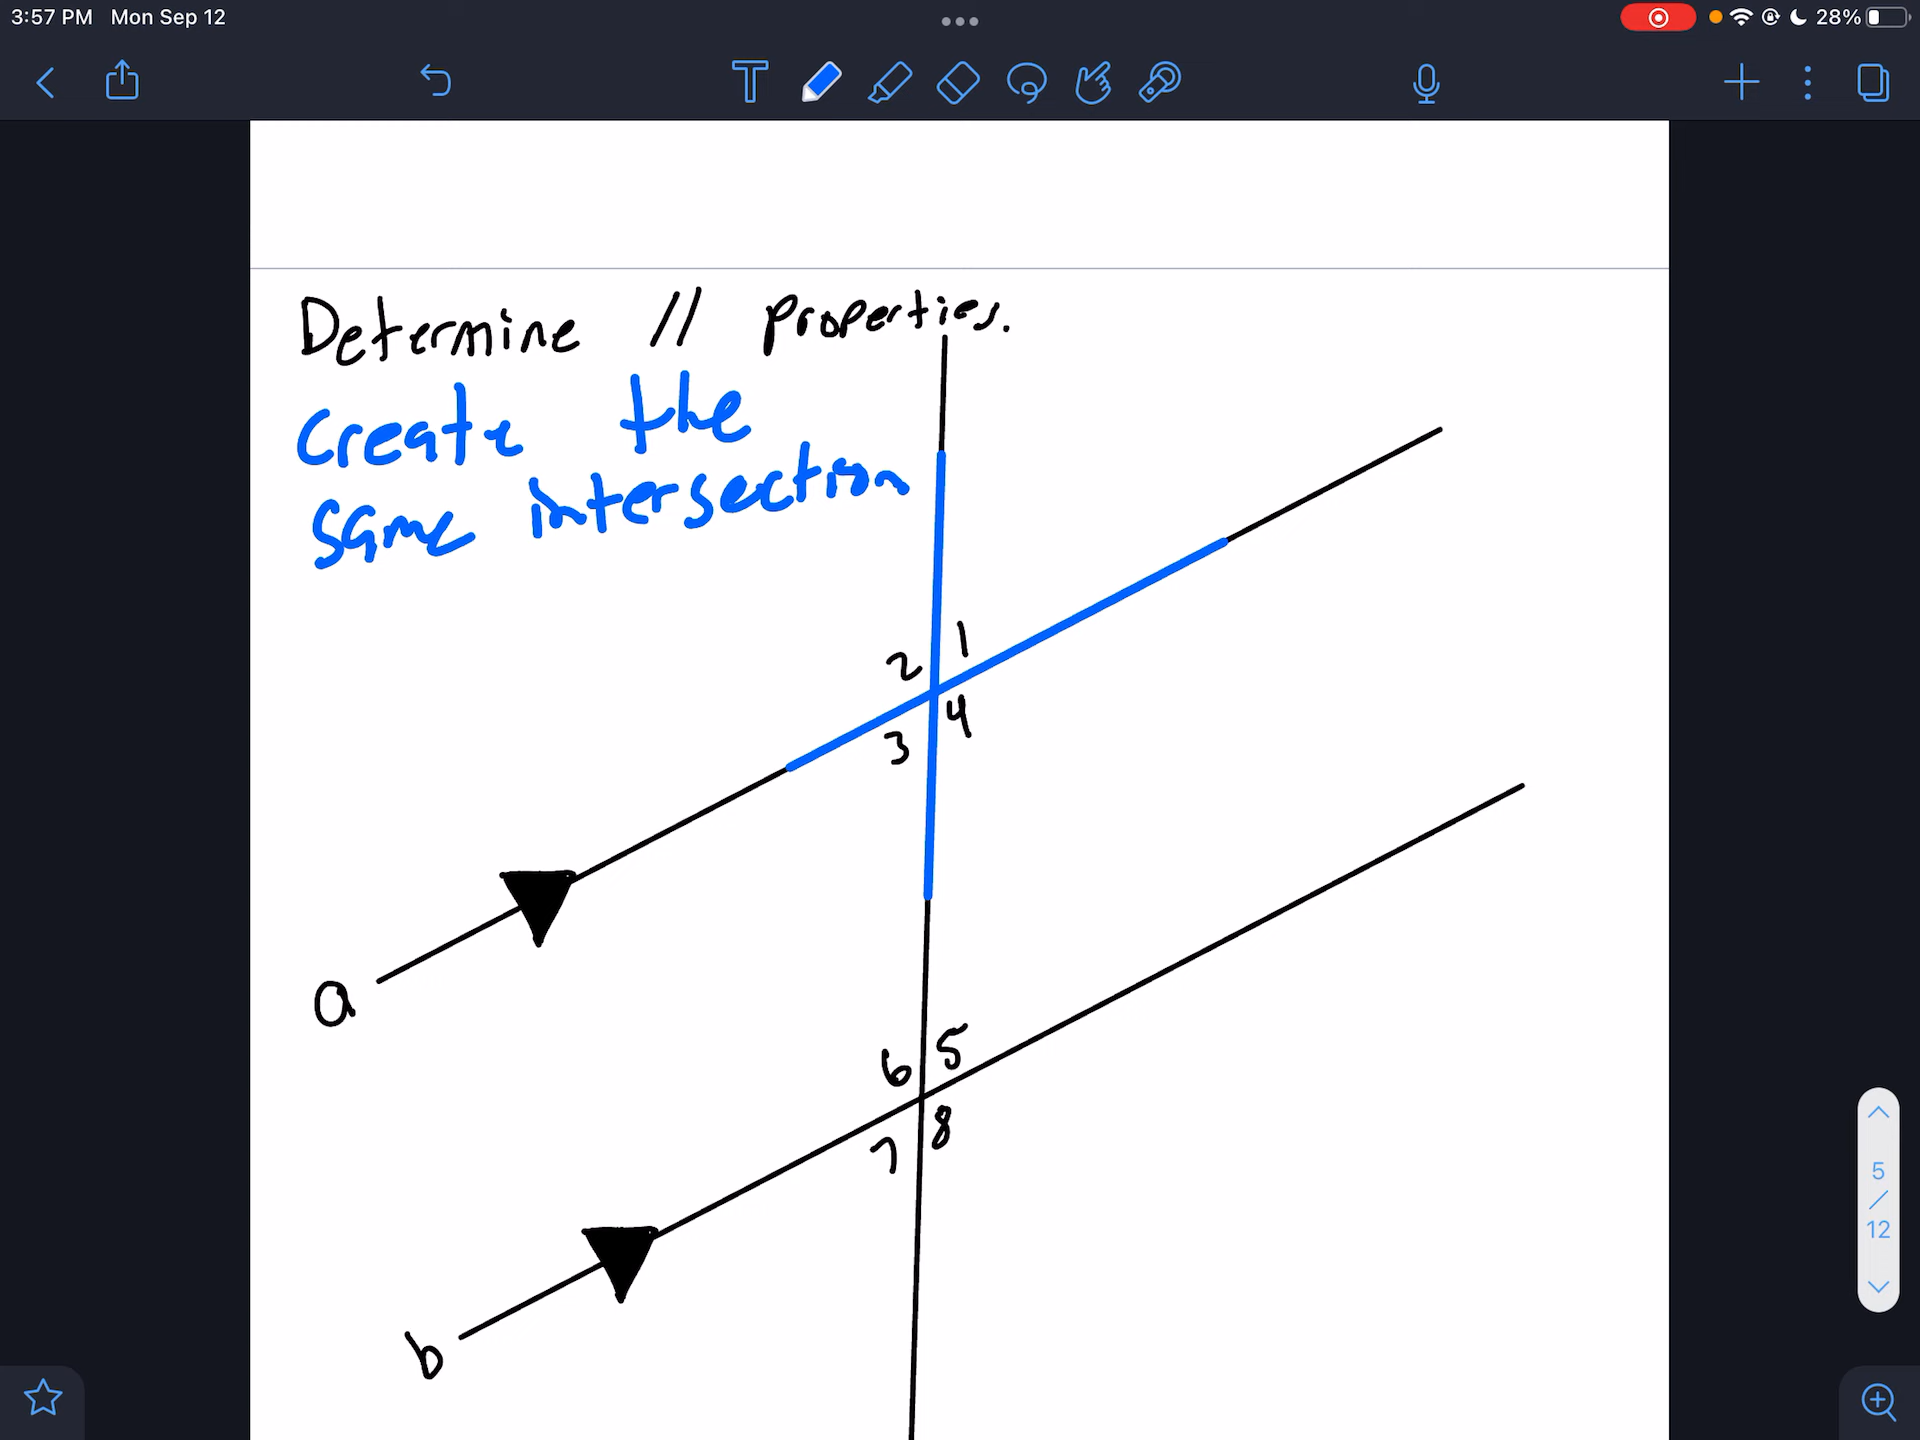 3:57 PM Mon Sep 12
28%
T
Determine // properties.
Create the
same intersection
2 1
3 4
a
6 5
7 8
b
5
/
12